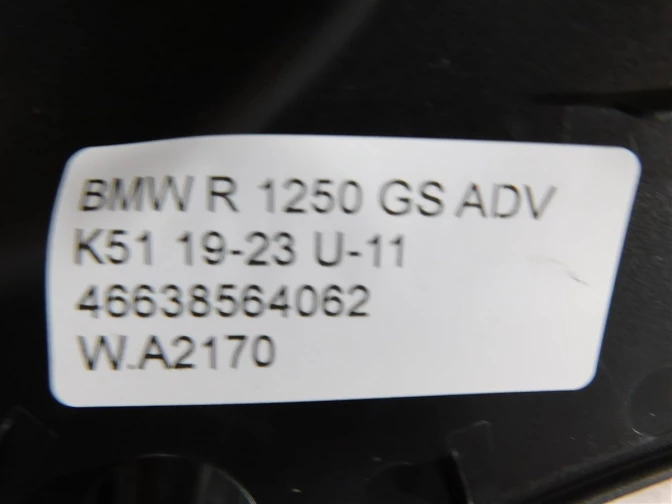 BMW R 1250 GS ADV
K51 19-23 U-11
46638564062
W.A2170